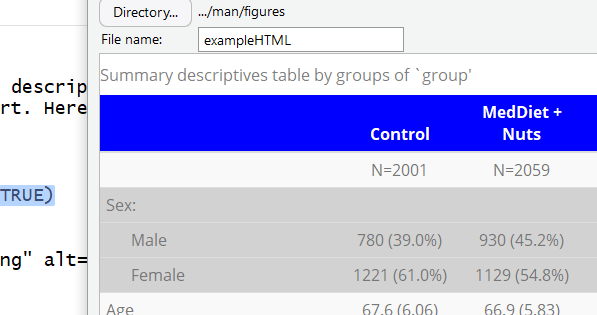 Directory... .../man/figures
File name: exampleHTML
Summary descriptives table by groups of `group'
Control MedDiet + Nuts
N=2001 N=2059
Sex:
Male 780 (39.0%) 930 (45.2%)
Female 1221 (61.0%) 1129 (54.8%)
Age 67.6 (6.06) 66.9 (5.83)
descrip
rt. Here
TRUE)
ng" alt=